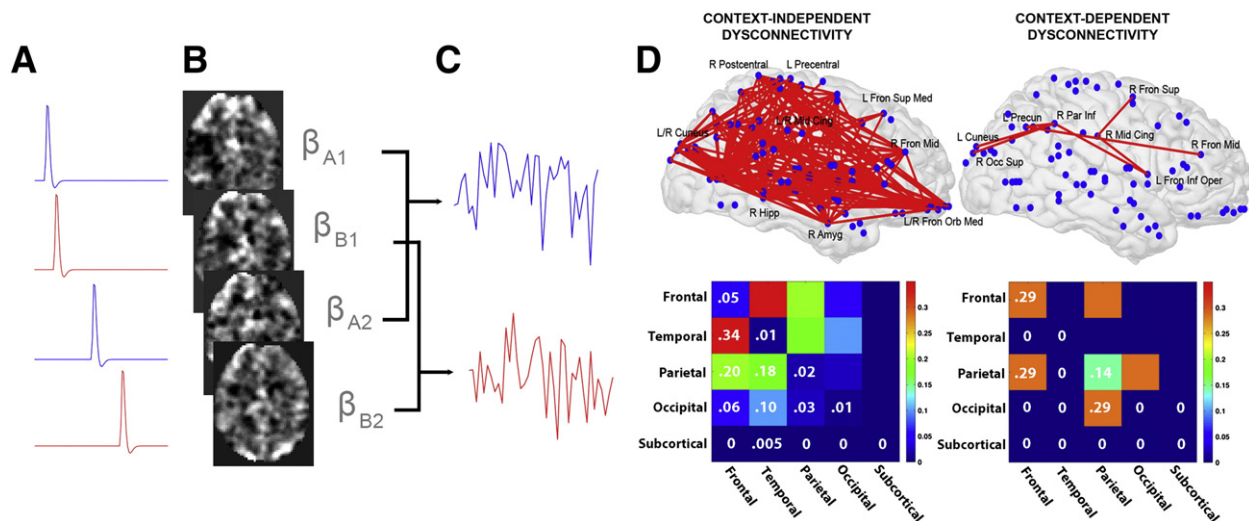 A
B
C
D
βA1
βB1
βA2
βB2
CONTEXT-INDEPENDENT
DYSCONNECTIVITY
R Postcentral
L Precentral
L Fron Sup Med
L/R Mid Cing
L/R Cuneus
R Fron Mid
R Hipp
R Amyg
L/R Fron Orb Med
CONTEXT-DEPENDENT
DYSCONNECTIVITY
R Fron Sup
L Precun
R Par Inf
R Mid Cing
L Cuneus
R Occ Sup
R Fron Mid
L Fron Inf Oper
Frontal .05
Temporal .34 .01
Parietal .20 .18 .02
Occipital .06 .10 .03 .01
Subcortical 0 .005 0 0 0
Frontal
Temporal
Parietal
Occipital
Subcortical
0.3
0.25
0.2
0.15
0.1
0.05
0
Frontal .29
Temporal 0 0
Parietal .29 0 .14
Occipital 0 0 .29 0 0
Subcortical 0 0 0 0 0
Frontal
Temporal
Parietal
Occipital
Subcortical
0.3
0.25
0.2
0.15
0.1
0.05
0